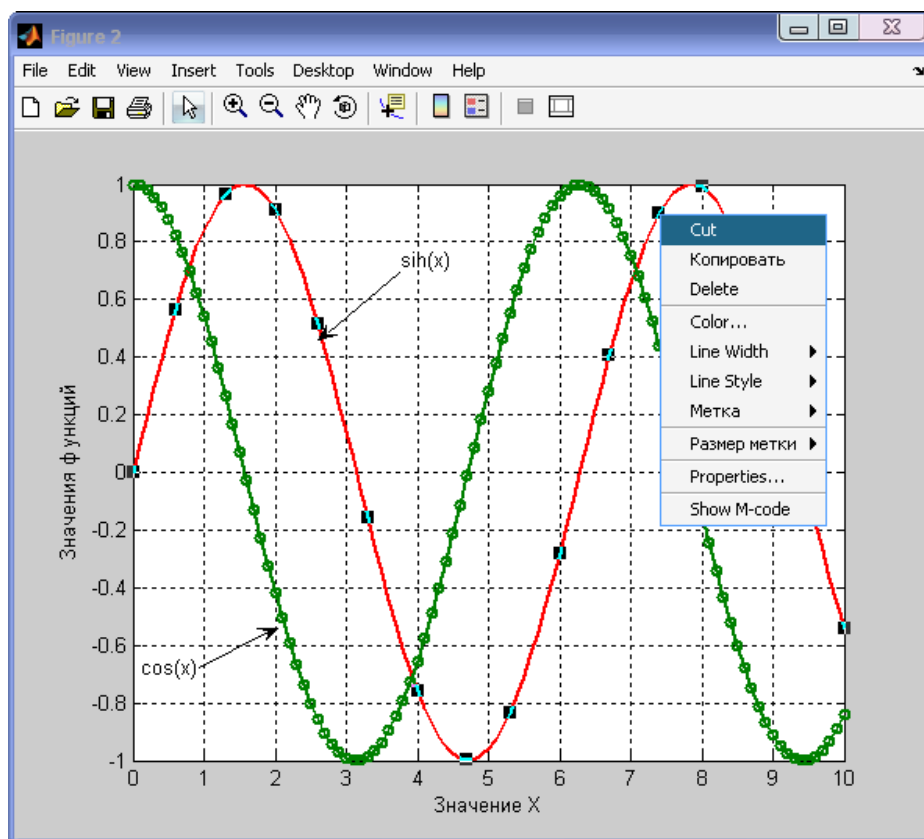 Figure 2
File Edit View Insert Tools Desktop Window Help
1
0.8
0.6
0.4
0.2
0
-0.2
-0.4
-0.6
-0.8
-1
Значения функций
sih(x)
cos(x)
Cut
Копировать
Delete
Color...
Line Width
Line Style
Метка
Размер метки
Properties...
Show M-code
0 1 2 3 4 5 6 7 8 9 10
Значение X